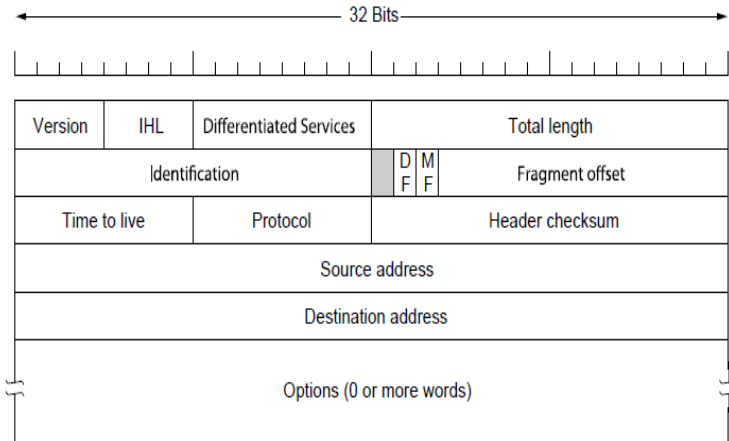 32 Bits
Version IHL Differentiated Services Total length
Identification D F M F Fragment offset
Time to live Protocol Header checksum
Source address
Destination address
Options (0 or more words)